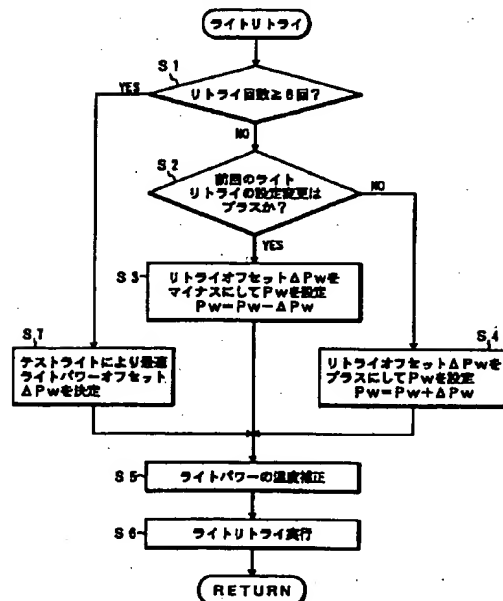 ライトリトライ
S1
リトライ回数≧6回?
YES
NO
S2
前回のライト
リトライの設定変更は
プラスか?
NO
YES
S3
リトライオフセットΔPwを
マイナスにしてPwを設定
Pw=Pw−ΔPw
S7
テストライトにより最適
ライトパワーオフセット
ΔPwを決定
S4
リトライオフセットΔPwを
プラスにしてPwを設定
Pw=Pw+ΔPw
S5
ライトパワーの温度補正
S6
ライトリトライ実行
RETURN